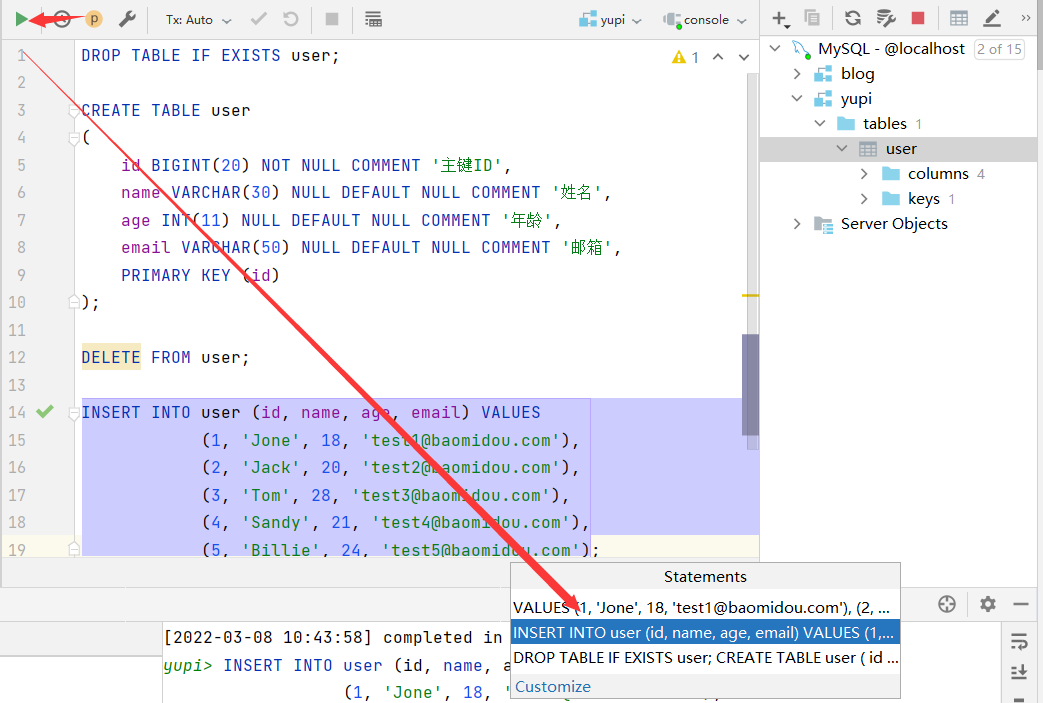 p Tx: Auto yupi console
1 DROP TABLE IF EXISTS user; 1
2
3 CREATE TABLE user
4 (
5 id BIGINT(20) NOT NULL COMMENT '主键ID',
6 name VARCHAR(30) NULL DEFAULT NULL COMMENT '姓名',
7 age INT(11) NULL DEFAULT NULL COMMENT '年龄',
8 email VARCHAR(50) NULL DEFAULT NULL COMMENT '邮箱',
9 PRIMARY KEY (id)
10 );
11
12 DELETE FROM user;
13
14 INSERT INTO user (id, name, age, email) VALUES
15 (1, 'Jone', 18, 'test1@baomidou.com'),
16 (2, 'Jack', 20, 'test2@baomidou.com'),
17 (3, 'Tom', 28, 'test3@baomidou.com'),
18 (4, 'Sandy', 21, 'test4@baomidou.com'),
19 (5, 'Billie', 24, 'test5@baomidou.com');
MySQL - @localhost 2 of 15
blog
yupi
tables 1
user
columns 4
keys 1
Server Objects
Statements
VALUES (1, 'Jone', 18, 'test1@baomidou.com'), (2, ...
INSERT INTO user (id, name, age, email) VALUES (1,...
DROP TABLE IF EXISTS user; CREATE TABLE user ( id ...
Customize
[2022-03-08 10:43:58] completed in
yupi> INSERT INTO user (id, name, a
(1, 'Jone', 18,